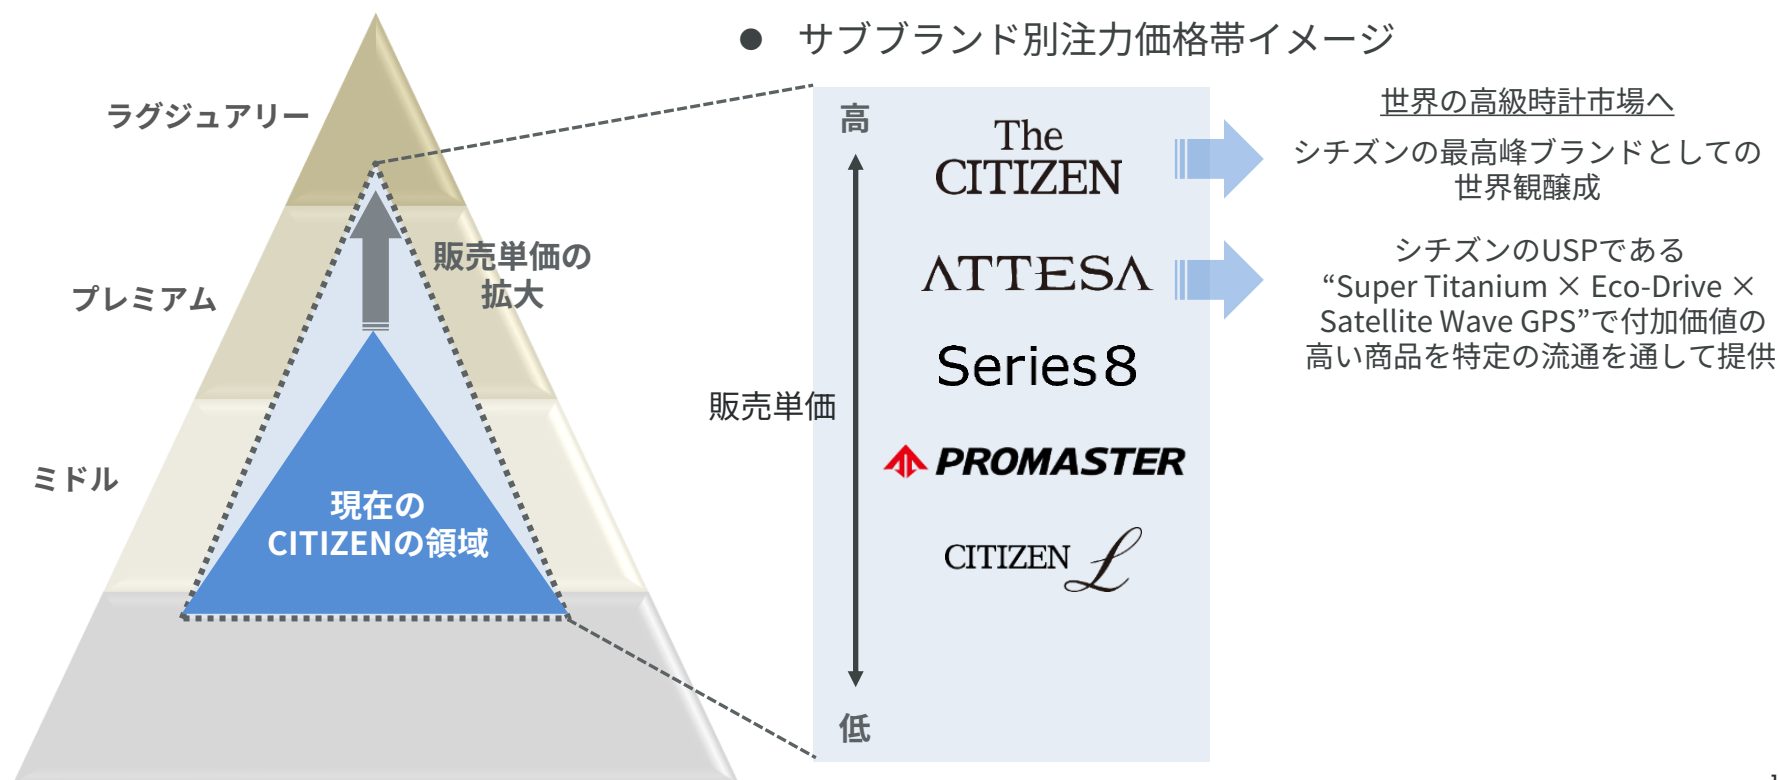 ● サブブランド別注力価格帯イメージ
ラグジュアリー
プレミアム
ミドル
販売単価の
拡大
現在の
CITIZENの領域
高
販売単価
低
The
CITIZEN
ATTESA
Series 8
PROMASTER
CITIZEN L
世界の高級時計市場へ
シチズンの最高峰ブランドとしての
世界観醸成
シチズンのUSPである
“Super Titanium × Eco-Drive ×
Satellite Wave GPS”で付加価値の
高い商品を特定の流通を通して提供